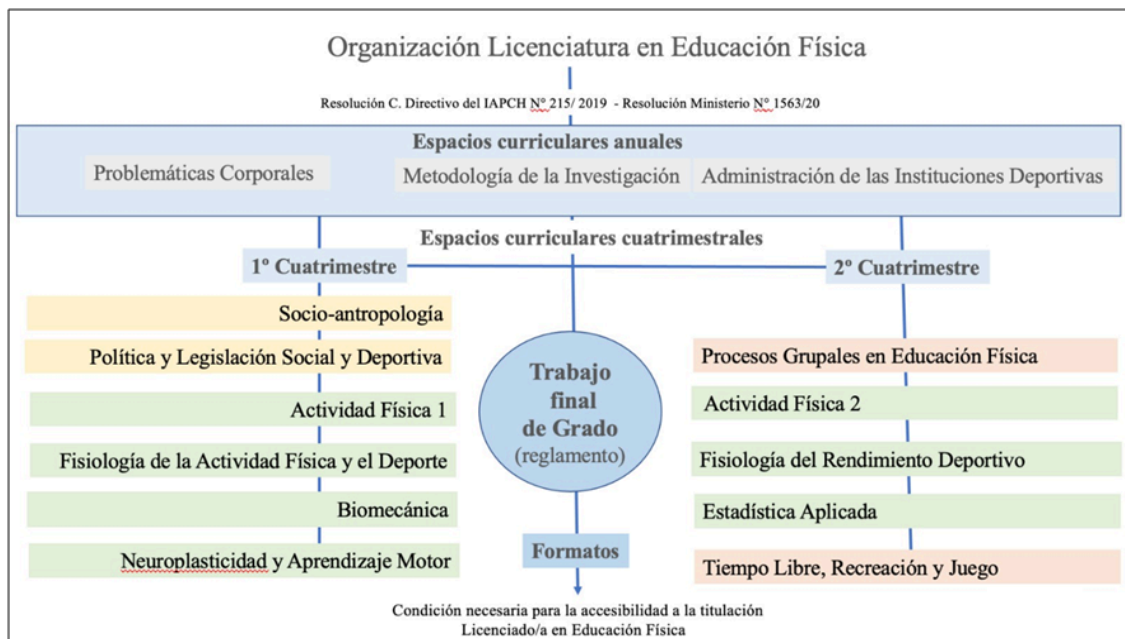 Organización Licenciatura en Educación Física
Resolución C. Directivo del IAPCH Nº 215/ 2019 - Resolución Ministerio Nº 1563/20
Espacios curriculares anuales
Problemáticas Corporales
Metodología de la Investigación
Administración de las Instituciones Deportivas
Espacios curriculares cuatrimestrales
1º Cuatrimestre
Socio-antropología
Política y Legislación Social y Deportiva
Actividad Física 1
Fisiología de la Actividad Física y el Deporte
Biomecánica
Neuroplasticidad y Aprendizaje Motor
Trabajo
final
de Grado
(reglamento)
Formatos
2º Cuatrimestre
Procesos Grupales en Educación Física
Actividad Física 2
Fisiología del Rendimiento Deportivo
Estadística Aplicada
Tiempo Libre, Recreación y Juego
Condición necesaria para la accesibilidad a la titulación
Licenciado/a en Educación Física